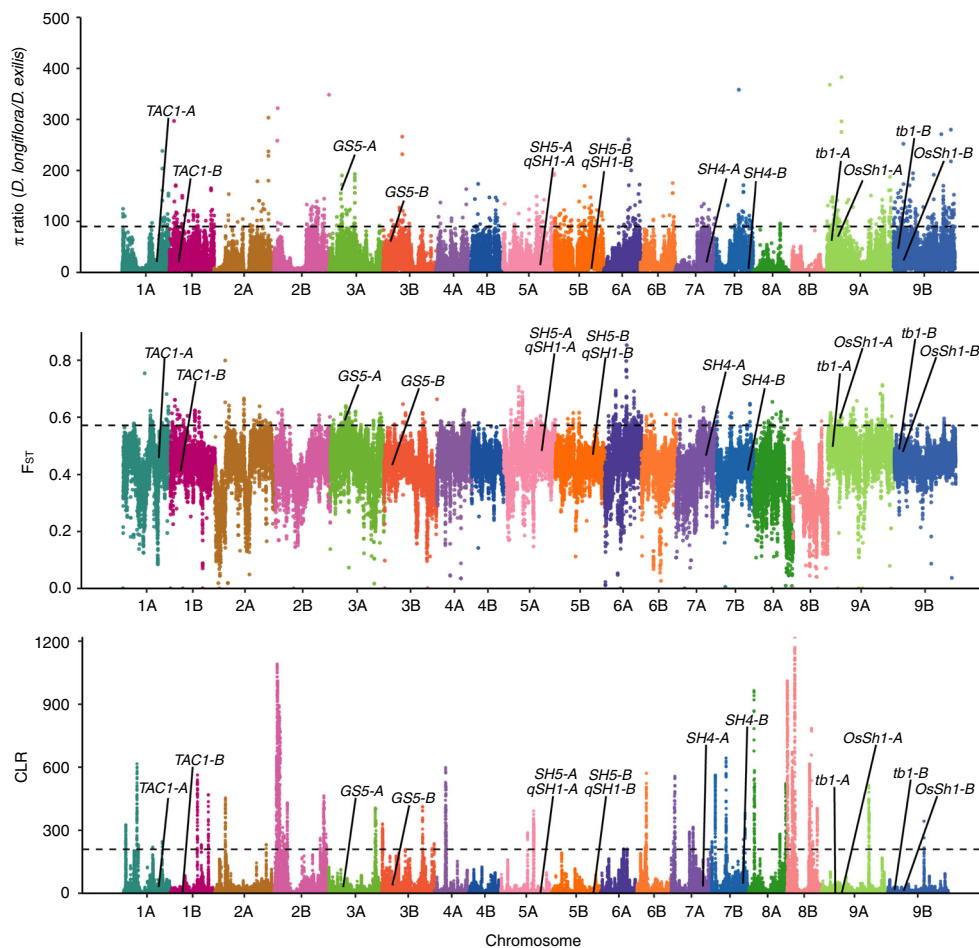 π ratio (D. longiflora/D. exilis)
500
400
300
200
100
0
TAC1-A
TAC1-B
GS5-A
GS5-B
SH5-A
qSH1-A
SH5-B
qSH1-B
SH4-A
SH4-B
tb1-A
OsSh1-A
tb1-B
OsSh1-B
1A 1B 2A 2B 3A 3B 4A 4B 5A 5B 6A 6B 7A 7B 8A 8B 9A 9B
FST
0.8
0.6
0.4
0.2
0.0
TAC1-A
TAC1-B
GS5-A
GS5-B
SH5-A
qSH1-A
SH5-B
qSH1-B
SH4-A
SH4-B
tb1-A
OsSh1-A
tb1-B
OsSh1-B
1A 1B 2A 2B 3A 3B 4A 4B 5A 5B 6A 6B 7A 7B 8A 8B 9A 9B
CLR
1200
900
600
300
0
TAC1-A
TAC1-B
GS5-A
GS5-B
SH5-A
qSH1-A
SH5-B
qSH1-B
SH4-A
SH4-B
tb1-A
OsSh1-A
tb1-B
OsSh1-B
1A 1B 2A 2B 3A 3B 4A 4B 5A 5B 6A 6B 7A 7B 8A 8B 9A 9B
Chromosome